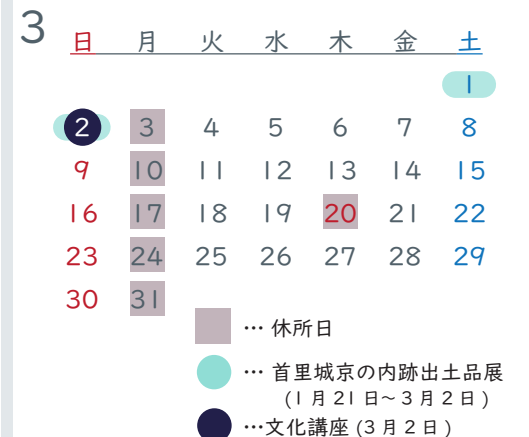 3
日 月 火 水 木 金 土
1
2 3 4 5 6 7 8
9 10 11 12 13 14 15
16 17 18 19 20 21 22
23 24 25 26 27 28 29
30 31
… 休所日
… 首里城京の内跡出土品展
(1月21日～3月2日)
…文化講座 (3月2日)